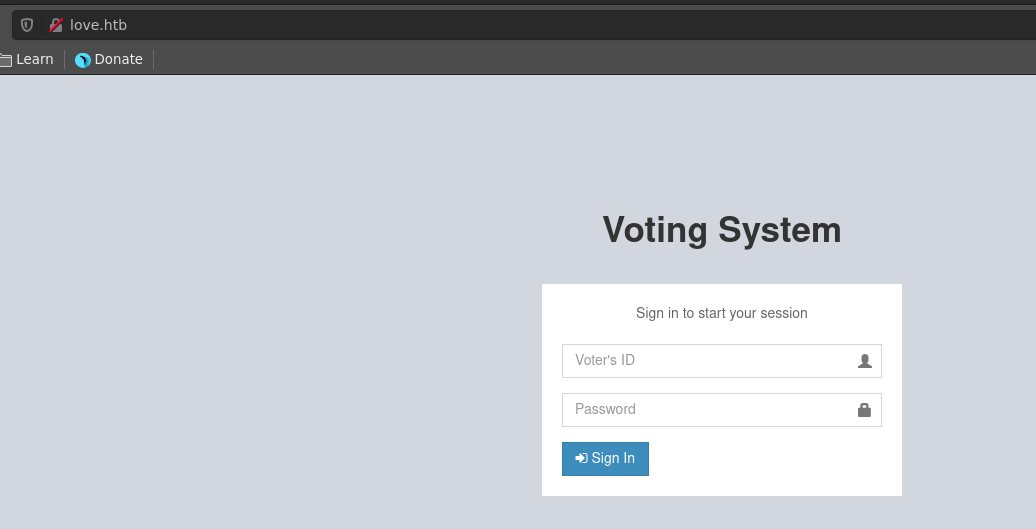 love.htb
Learn
Donate
Voting System
Sign in to start your session
Voter's ID
Password
Sign In